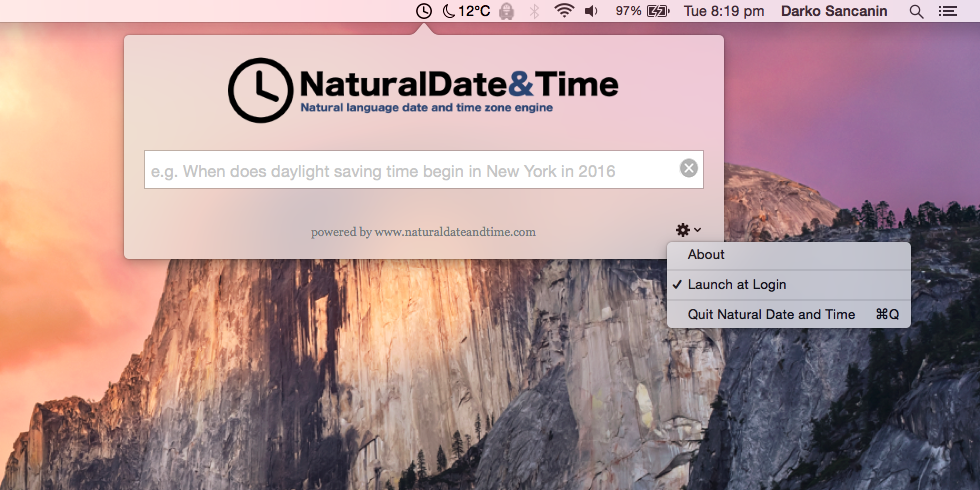 12°C 97% Tue 8:19 pm Darko Sancanin
NaturalDate&Time
Natural language date and time zone engine
e.g. When does daylight saving time begin in New York in 2016
powered by www.naturaldateandtime.com
About
✓ Launch at Login
Quit Natural Date and Time ⌘Q